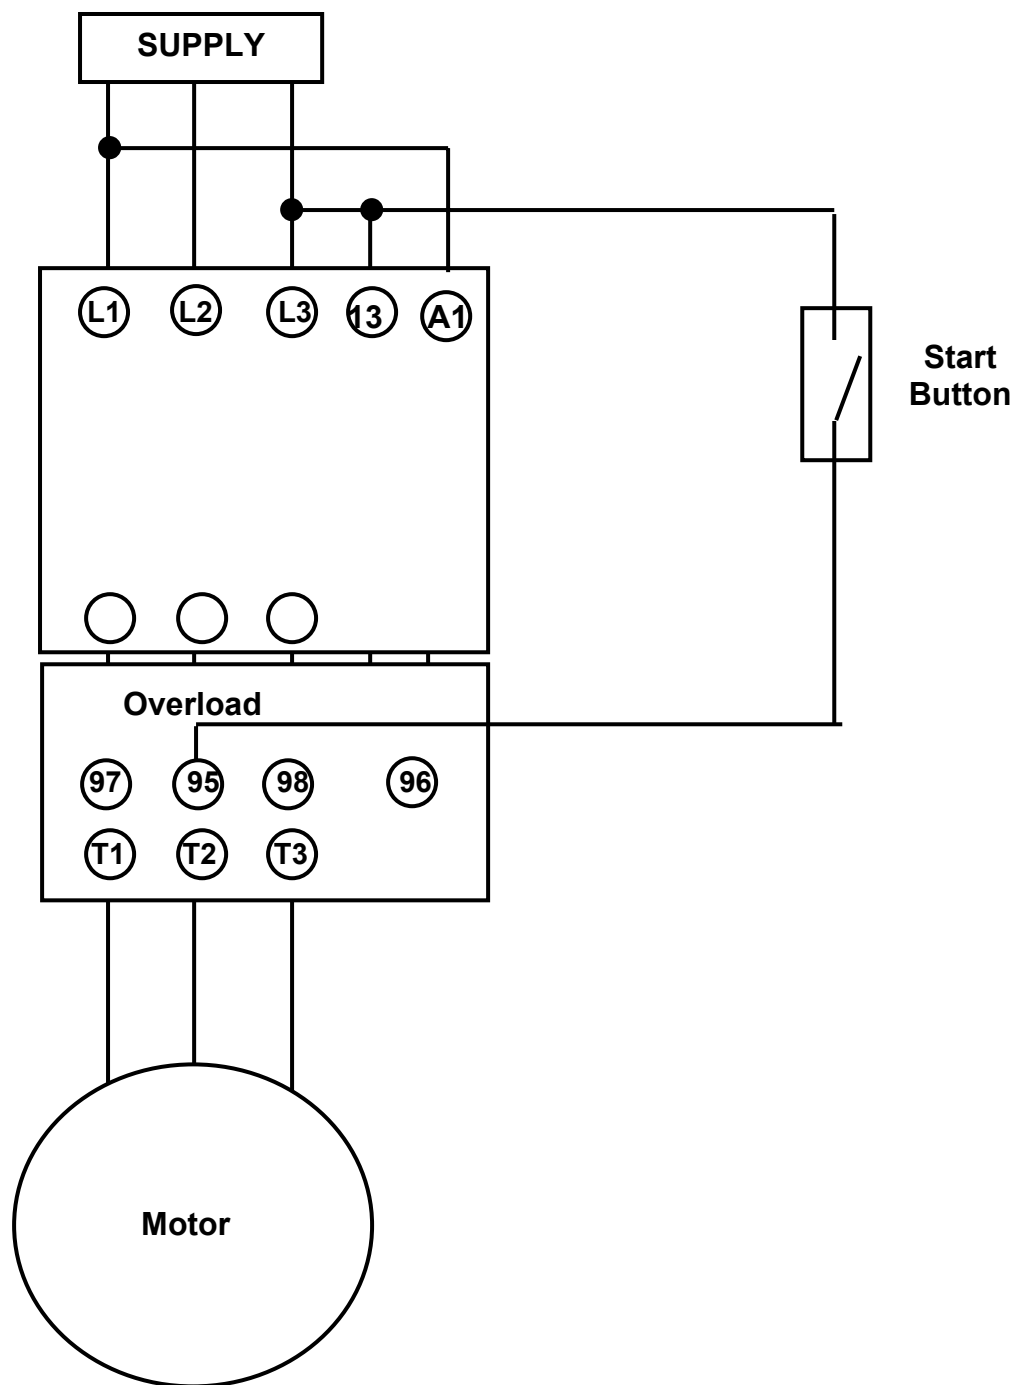 SUPPLY
L1 L2 L3 13 A1
Start
Button
Overload
97 95 98 96
T1 T2 T3
Motor